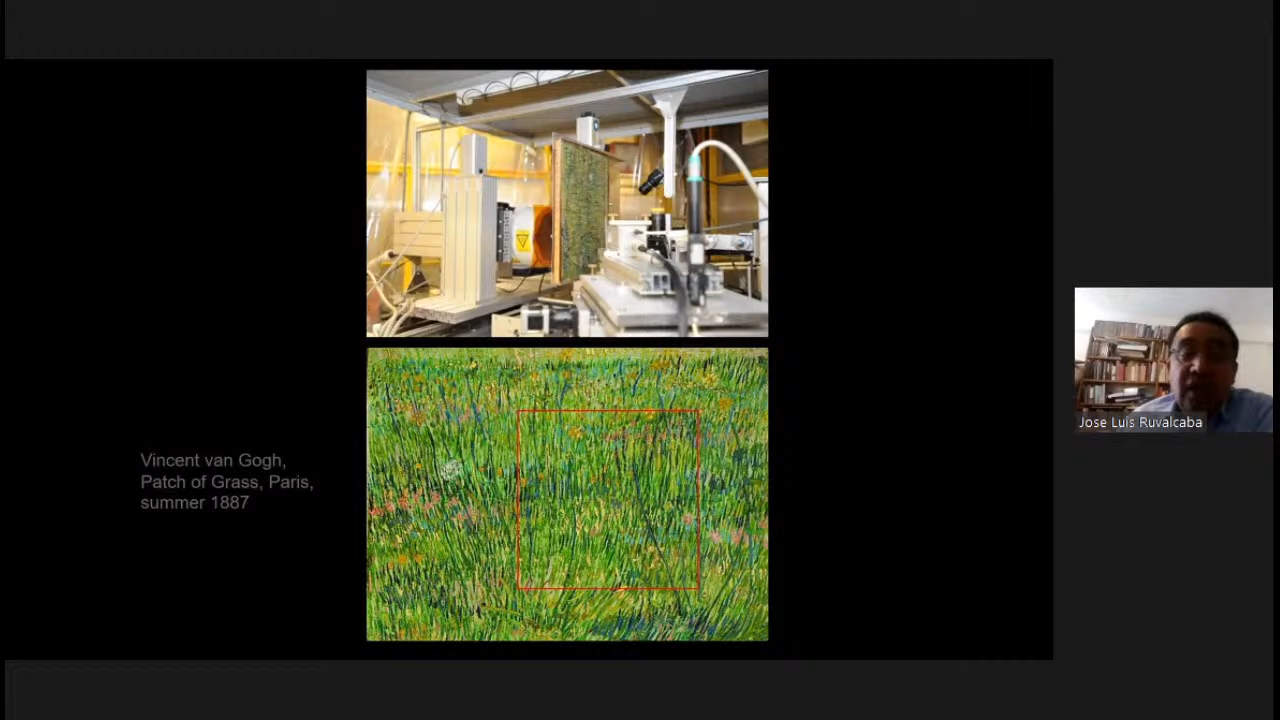 Vincent van Gogh,
Patch of Grass, Paris,
summer 1887
Jose Luis Ruvalcaba